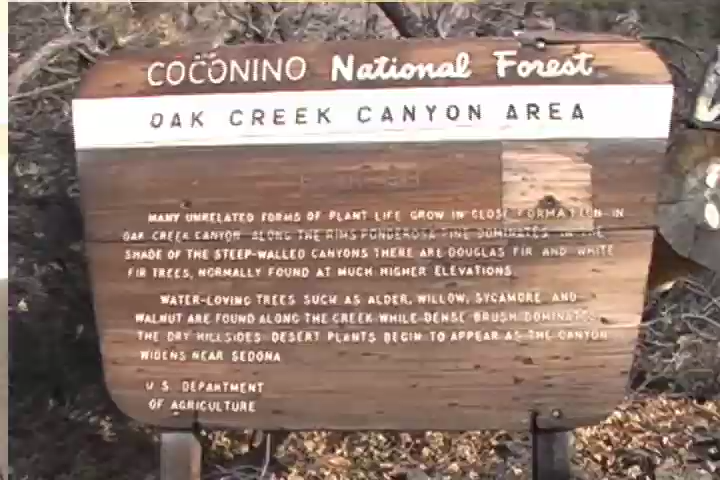 COCONINO National Forest
OAK CREEK CANYON AREA
MANY UNRELATED FORMS OF PLANT LIFE GROW IN CLOSE FORMATION IN
OAK CREEK CANYON ALONG THE RIMS PONDEROSA PINE DOMINATES IN THE
SHADE OF THE STEEP-WALLED CANYONS THERE ARE DOUGLAS FIR AND WHITE
FIR TREES, NORMALLY FOUND AT MUCH HIGHER ELEVATIONS
WATER-LOVING TREES SUCH AS ALDER, WILLOW, SYCAMORE AND
WALNUT ARE FOUND ALONG THE CREEK WHILE DENSE BRUSH DOMINATES
THE DRY HILLSIDES DESERT PLANTS BEGIN TO APPEAR AS THE CANYON
WIDENS NEAR SEDONA
U.S. DEPARTMENT
OF AGRICULTURE